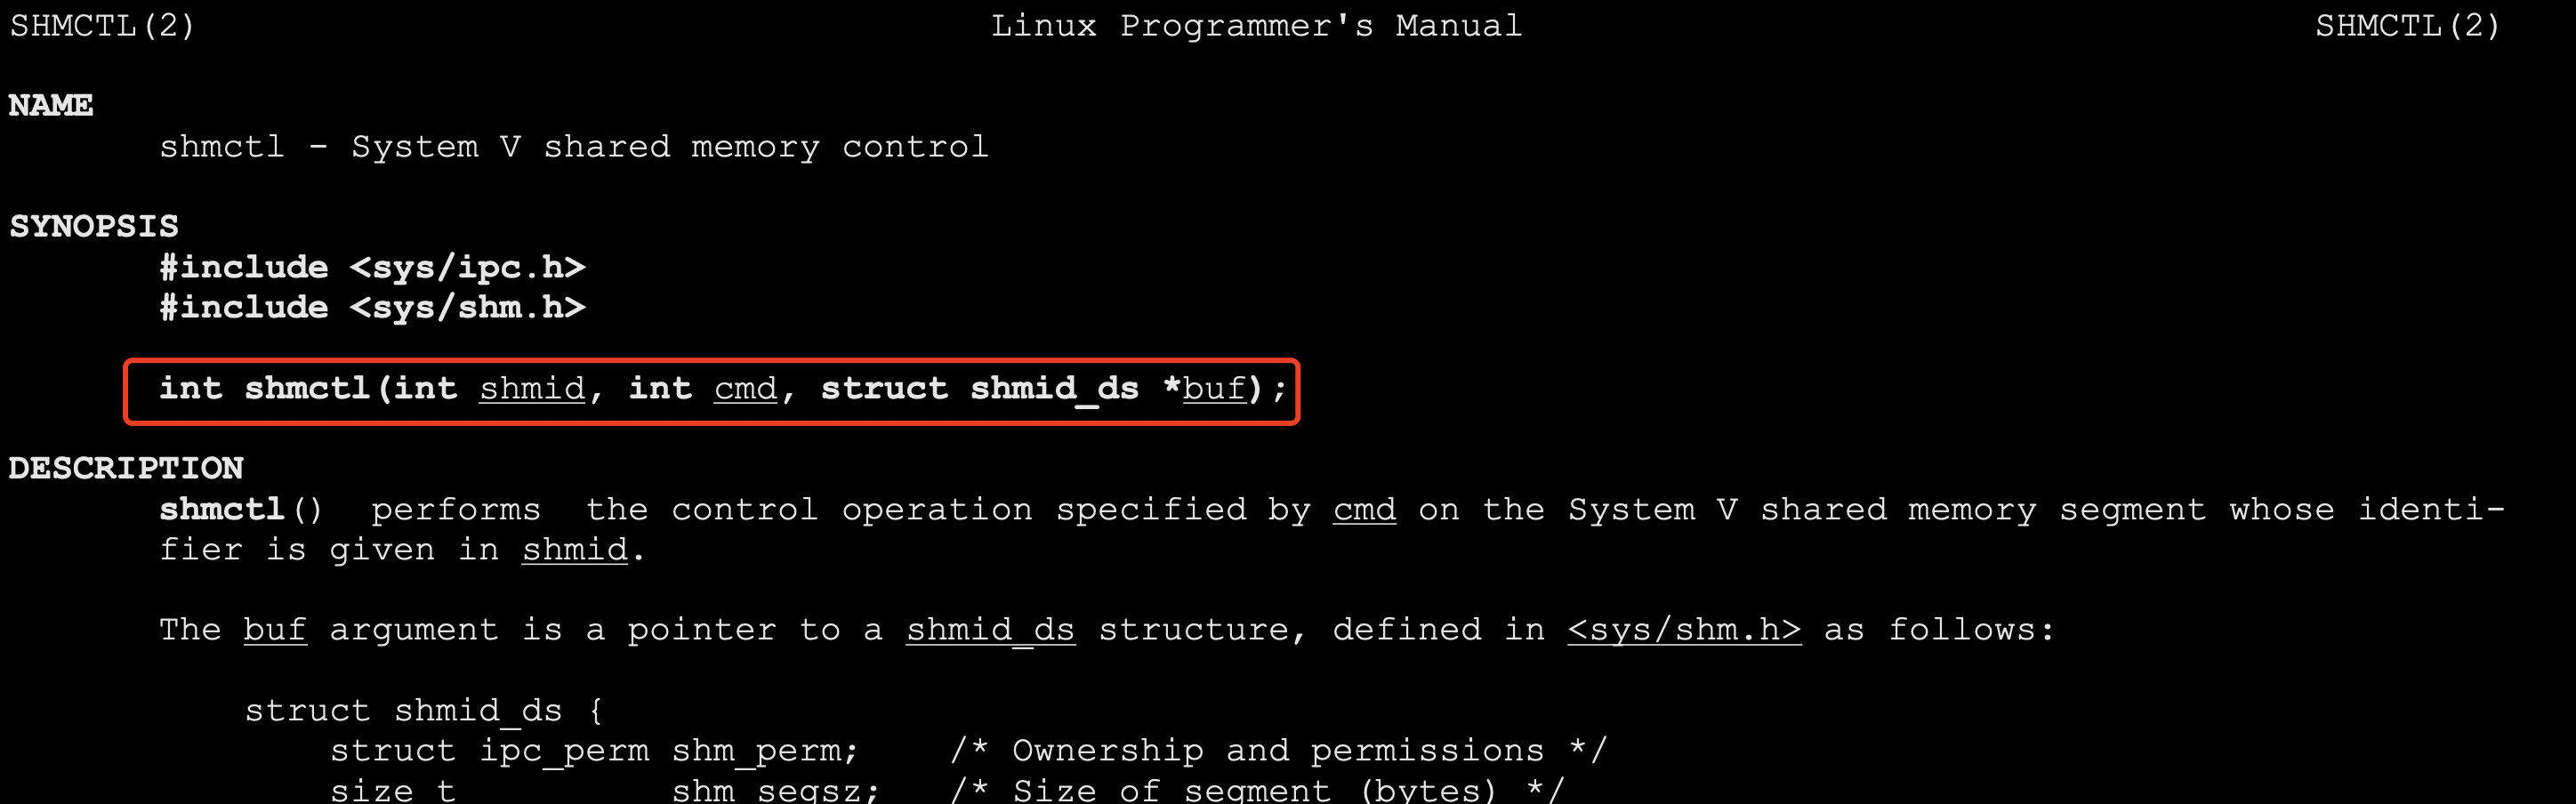 SHMCTL(2) Linux Programmer's Manual SHMCTL(2)
NAME
shmctl - System V shared memory control
SYNOPSIS
#include <sys/ipc.h>
#include <sys/shm.h>
int shmctl(int shmid, int cmd, struct shmid_ds *buf);
DESCRIPTION
shmctl() performs the control operation specified by cmd on the System V shared memory segment whose identi-
fier is given in shmid.
The buf argument is a pointer to a shmid_ds structure, defined in <sys/shm.h> as follows:
struct shmid_ds {
struct ipc_perm shm_perm; /* Ownership and permissions */
size_t shm_segsz; /* Size of segment (bytes) */